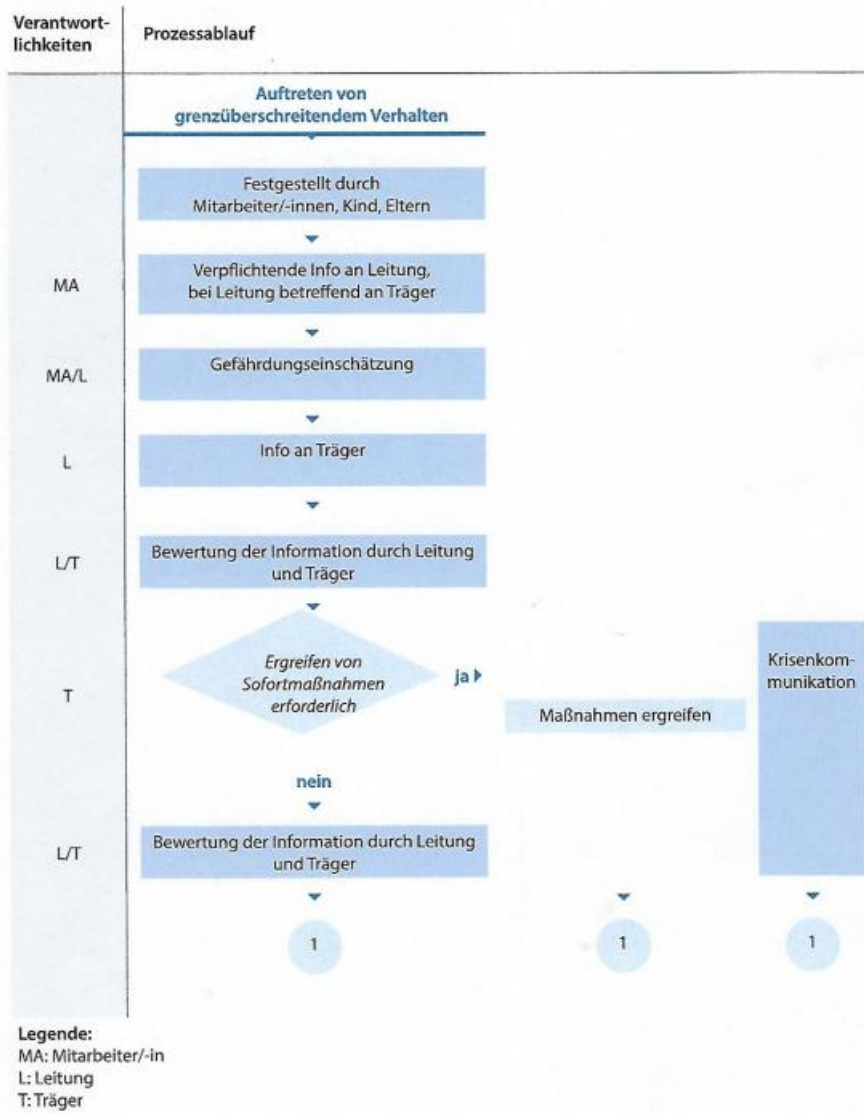 Verantwort-
lichkeiten
Prozessablauf
Auftreten von
grenzüberschreitendem Verhalten
Festgestellt durch
Mitarbeiter/-innen, Kind, Eltern
MA
Verpflichtende Info an Leitung,
bei Leitung betreffend an Träger
MA/L
Gefährdungseinschätzung
L
Info an Träger
L/T
Bewertung der Information durch Leitung
und Träger
T
Ergreifen von
Sofortmaßnahmen
erforderlich
ja
Maßnahmen ergreifen
Krisenkom-
munikation
nein
L/T
Bewertung der Information durch Leitung
und Träger
1
1
1
Legende:
MA: Mitarbeiter/-in
L: Leitung
T: Träger